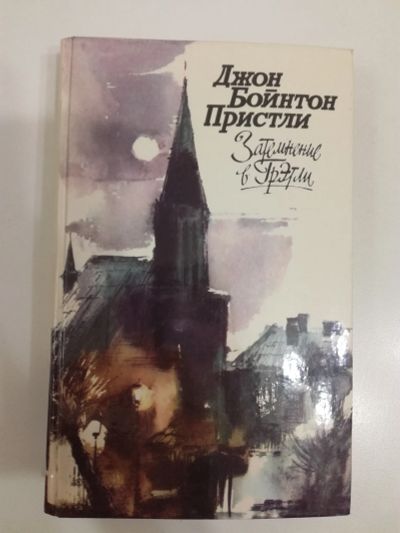 Джон
Бойнтон
Пристли
Затемнение
в Грэтли